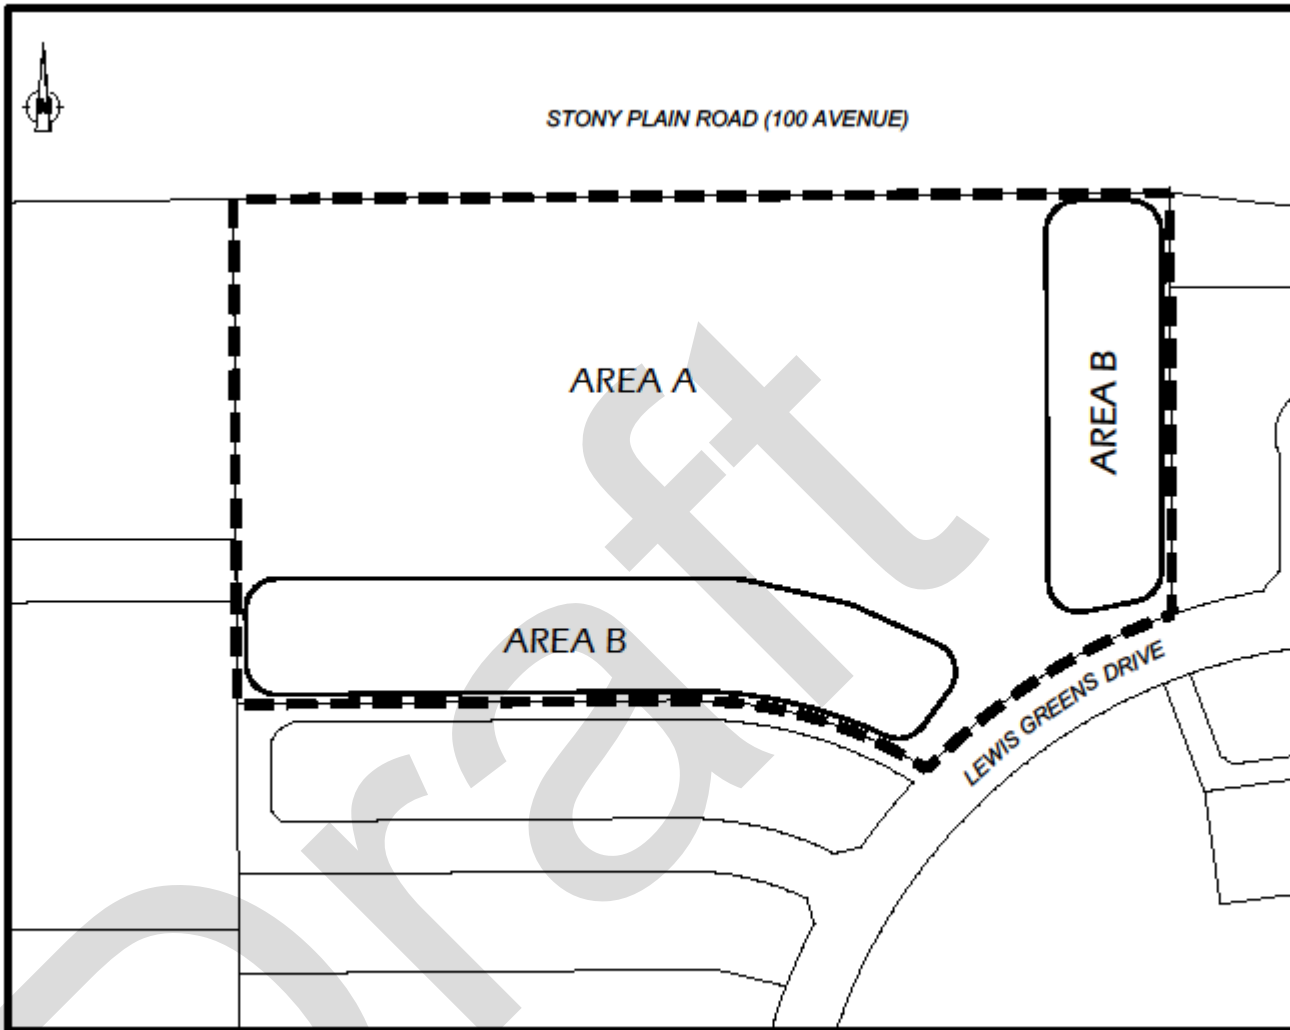 N
STONY PLAIN ROAD (100 AVENUE)
AREA A
AREA B
AREA B
LEWIS GREENS DRIVE
Draft